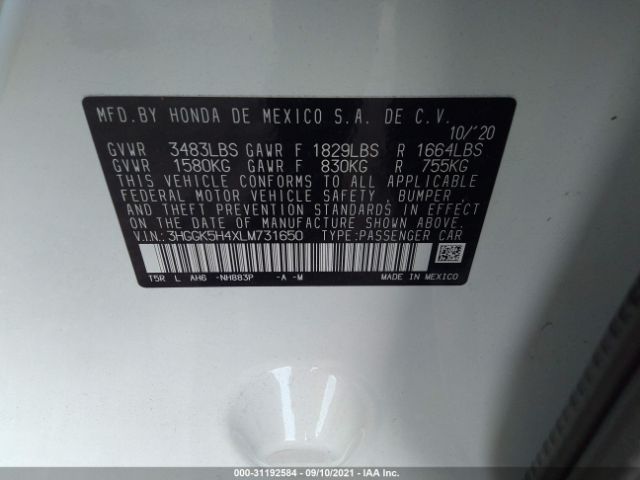 MFD.BY HONDA DE MEXICO S.A. DE C.V.
10/'20
GVWR 3483LBS GAWR F 1829LBS R 1664LBS
GVWR 1580KG GAWR F 830KG R 755KG
THIS VEHICLE CONFORMS TO ALL APPLICABLE
FEDERAL MOTOR VEHICLE SAFETY, BUMPER,
AND THEFT PREVENTION STANDARDS IN EFFECT
ON THE DATE OF MANUFACTURE SHOWN ABOVE.
V.I.N.: 3HGGK5H4XLM731650 TYPE:PASSENGER CAR
T5R L AH6 -NH883P -A -M MADE IN MEXICO
000-31192584 - 09/10/2021 - IAA Inc.